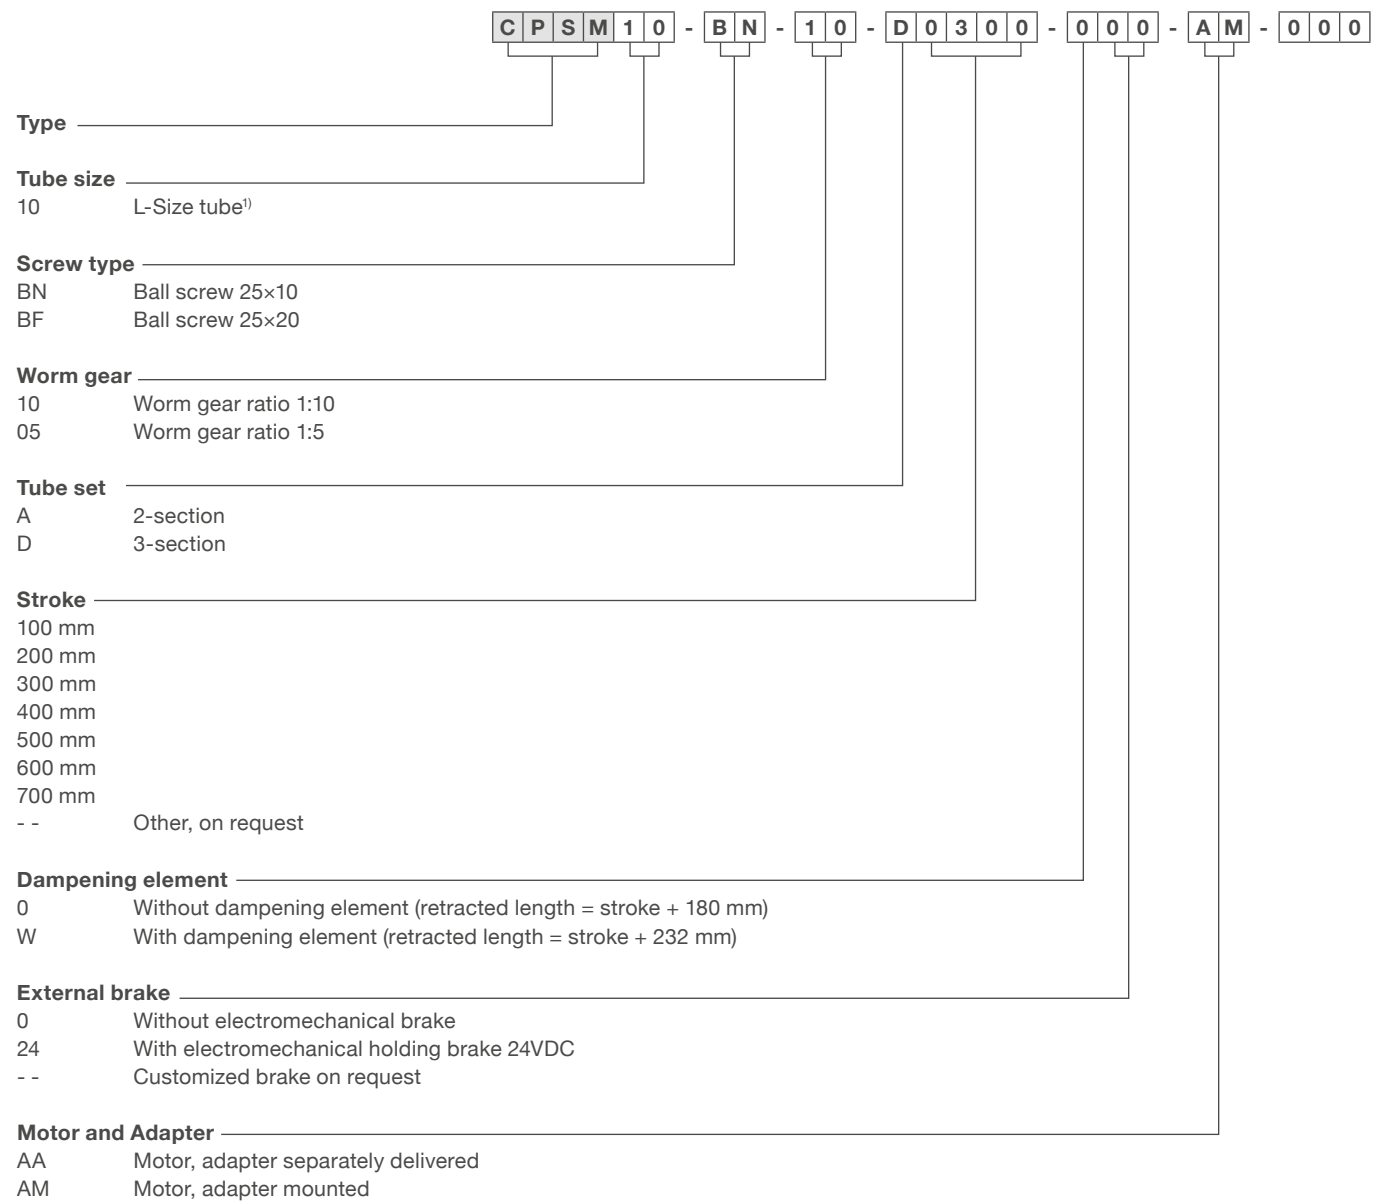 CPSM10 - BN - 10 - D0300 - 000 - AM - 000
Type
Tube size
10 L-Size tube1)
Screw type
BN Ball screw 25×10
BF Ball screw 25×20
Worm gear
10 Worm gear ratio 1:10
05 Worm gear ratio 1:5
Tube set
A 2-section
D 3-section
Stroke
100 mm
200 mm
300 mm
400 mm
500 mm
600 mm
700 mm
- - Other, on request
Dampening element
0 Without dampening element (retracted length = stroke + 180 mm)
W With dampening element (retracted length = stroke + 232 mm)
External brake
0 Without electromechanical brake
24 With electromechanical holding brake 24VDC
- - Customized brake on request
Motor and Adapter
AA Motor, adapter separately delivered
AM Motor, adapter mounted